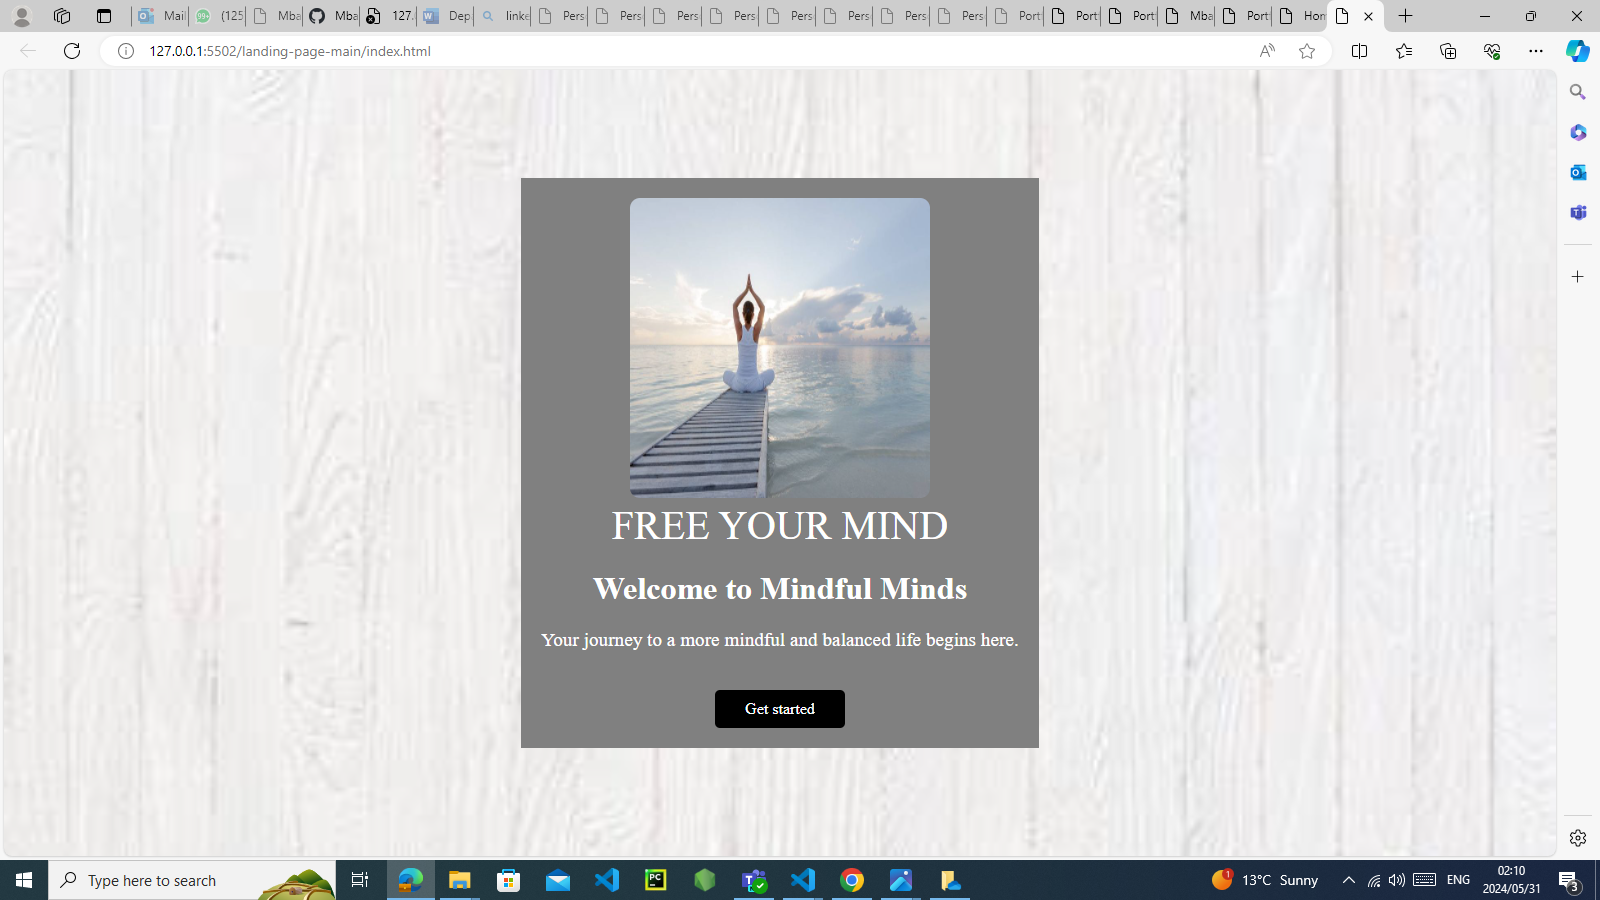 Mail
(125
Mba
Mba
127.
Dep
linke
Pers
Pers
Pers
Pers
Pers
Pers
Pers
Pers
Port
Port
Port
Mba
Port
Hon
127.0.0.1:5502/landing-page-main/index.html
FREE YOUR MIND
Welcome to Mindful Minds
Your journey to a more mindful and balanced life begins here.
Get started
Type here to search
13°C Sunny
ENG
02:10
2024/05/31